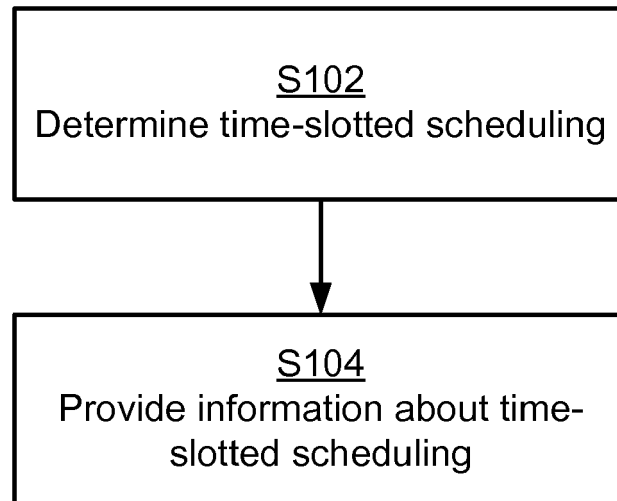 S102
Determine time-slotted scheduling
S104
Provide information about time-
slotted scheduling